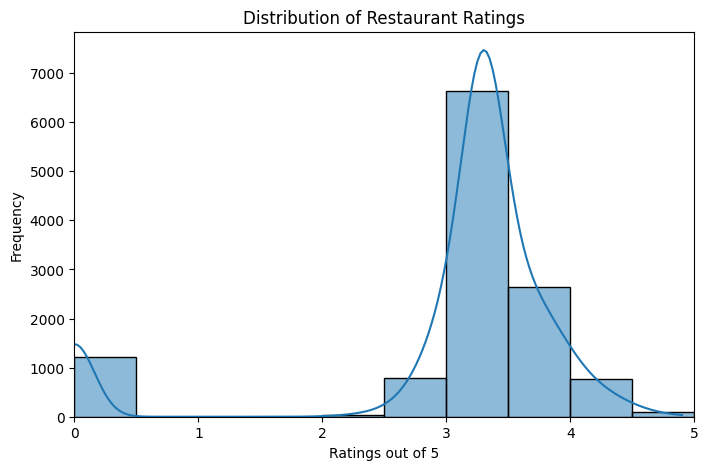 Distribution of Restaurant Ratings
7000
6000
5000
4000
3000
2000
1000
0
Frequency
0 1 2 3 4 5
Ratings out of 5